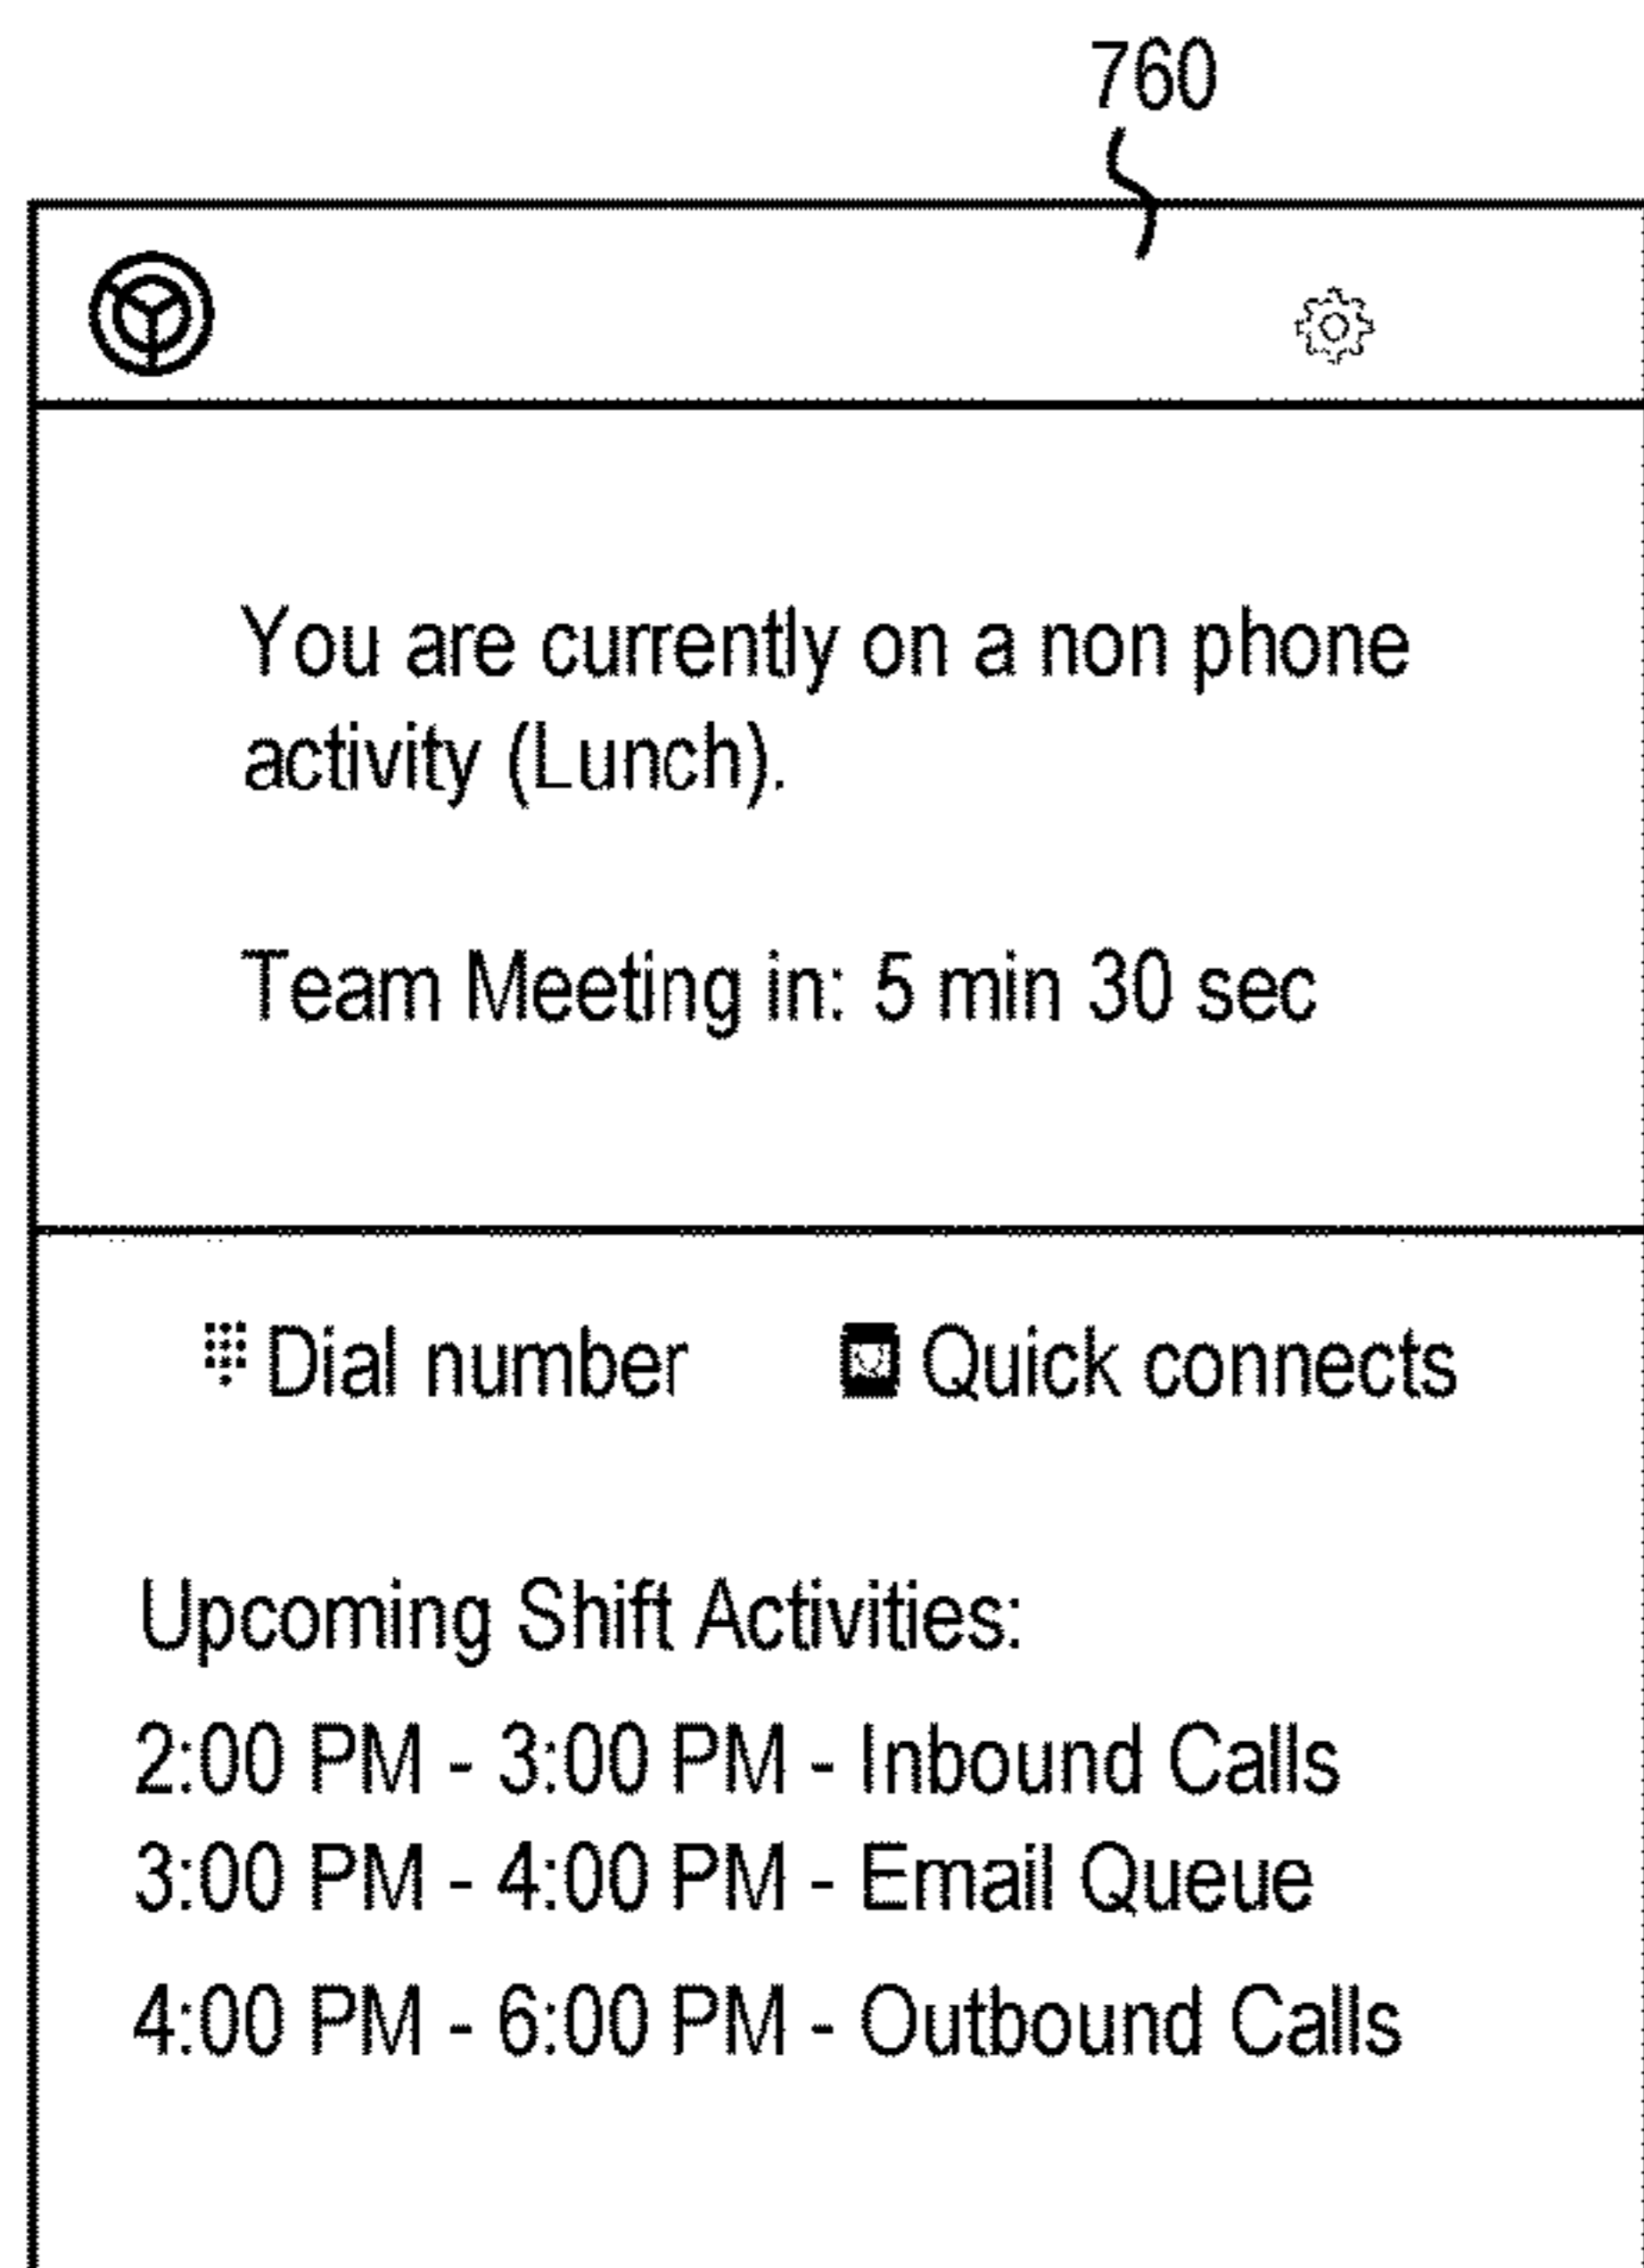 760
You are currently on a non phone
activity (Lunch).
Team Meeting in: 5 min 30 sec
Dial number Quick connects
Upcoming Shift Activities:
2:00 PM - 3:00 PM - Inbound Calls
3:00 PM - 4:00 PM - Email Queue
4:00 PM - 6:00 PM - Outbound Calls